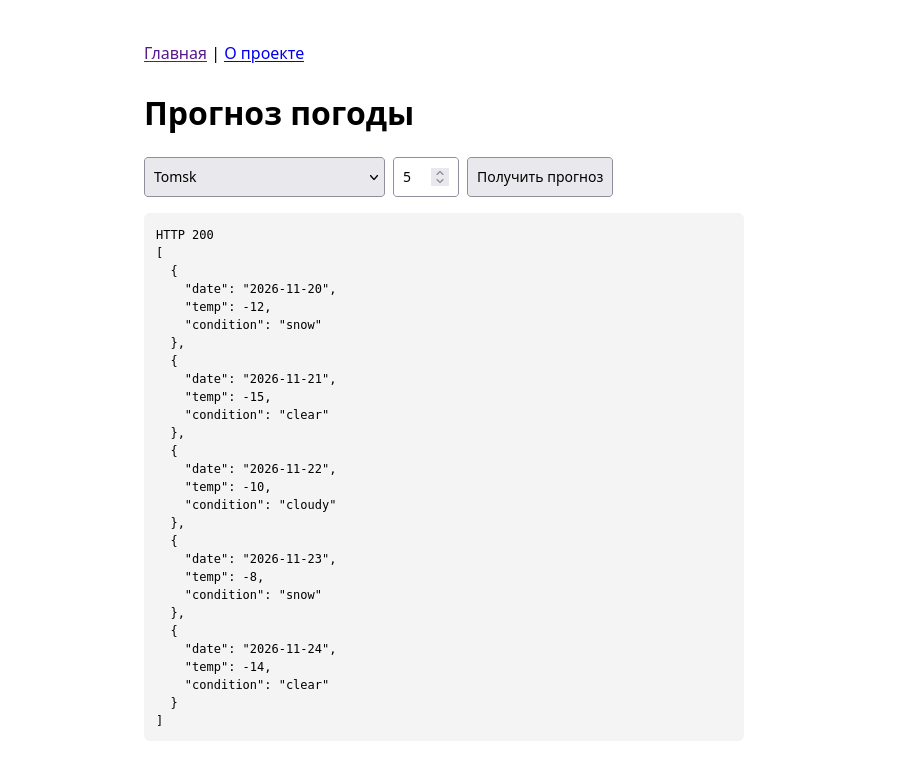 Главная | О проекте
Прогноз погоды
Tomsk 5 Получить прогноз
HTTP 200
[
  {
    "date": "2026-11-20",
    "temp": -12,
    "condition": "snow"
  },
  {
    "date": "2026-11-21",
    "temp": -15,
    "condition": "clear"
  },
  {
    "date": "2026-11-22",
    "temp": -10,
    "condition": "cloudy"
  },
  {
    "date": "2026-11-23",
    "temp": -8,
    "condition": "snow"
  },
  {
    "date": "2026-11-24",
    "temp": -14,
    "condition": "clear"
  }
]